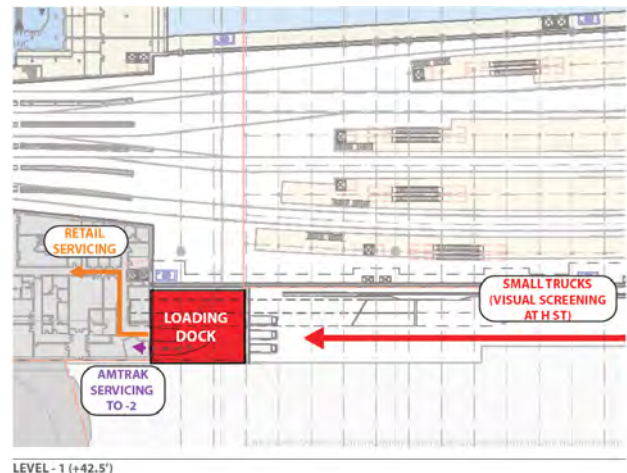 RETAIL
SERVICING
SMALL TRUCKS
(VISUAL SCREENING
AT H ST)
LOADING
DOCK
AMTRAK
SERVICING
TO -2
LEVEL - 1 (+42.5')